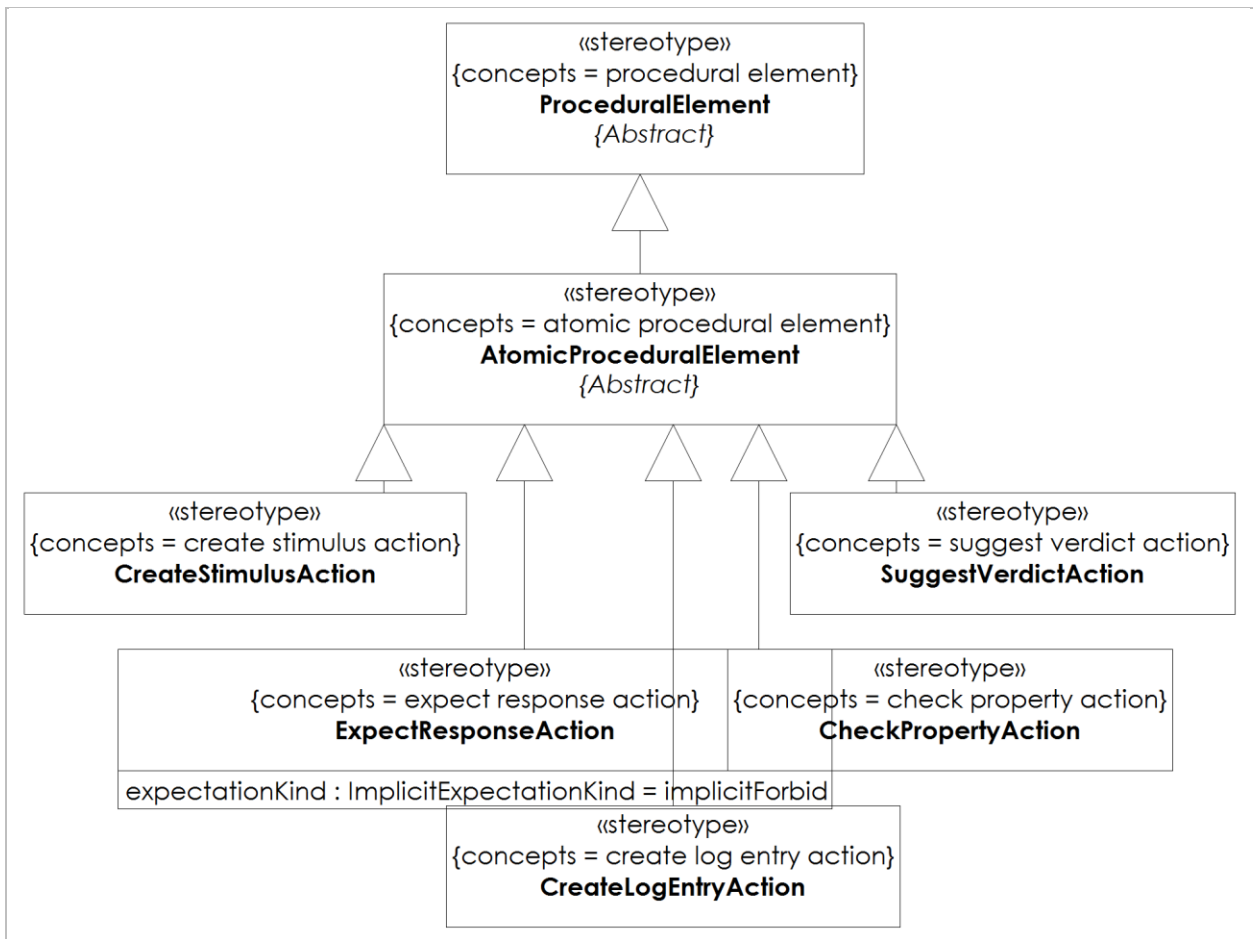 «stereotype»
{concepts = procedural element}
ProceduralElement
{Abstract}
«stereotype»
{concepts = atomic procedural element}
AtomicProceduralElement
{Abstract}
«stereotype»
{concepts = create stimulus action}
CreateStimulusAction
«stereotype»
{concepts = suggest verdict action}
SuggestVerdictAction
«stereotype»
{concepts = expect response action}
ExpectResponseAction
expectationKind : ImplicitExpectationKind = implicitForbid
«stereotype»
{concepts = check property action}
CheckPropertyAction
«stereotype»
{concepts = create log entry action}
CreateLogEntryAction